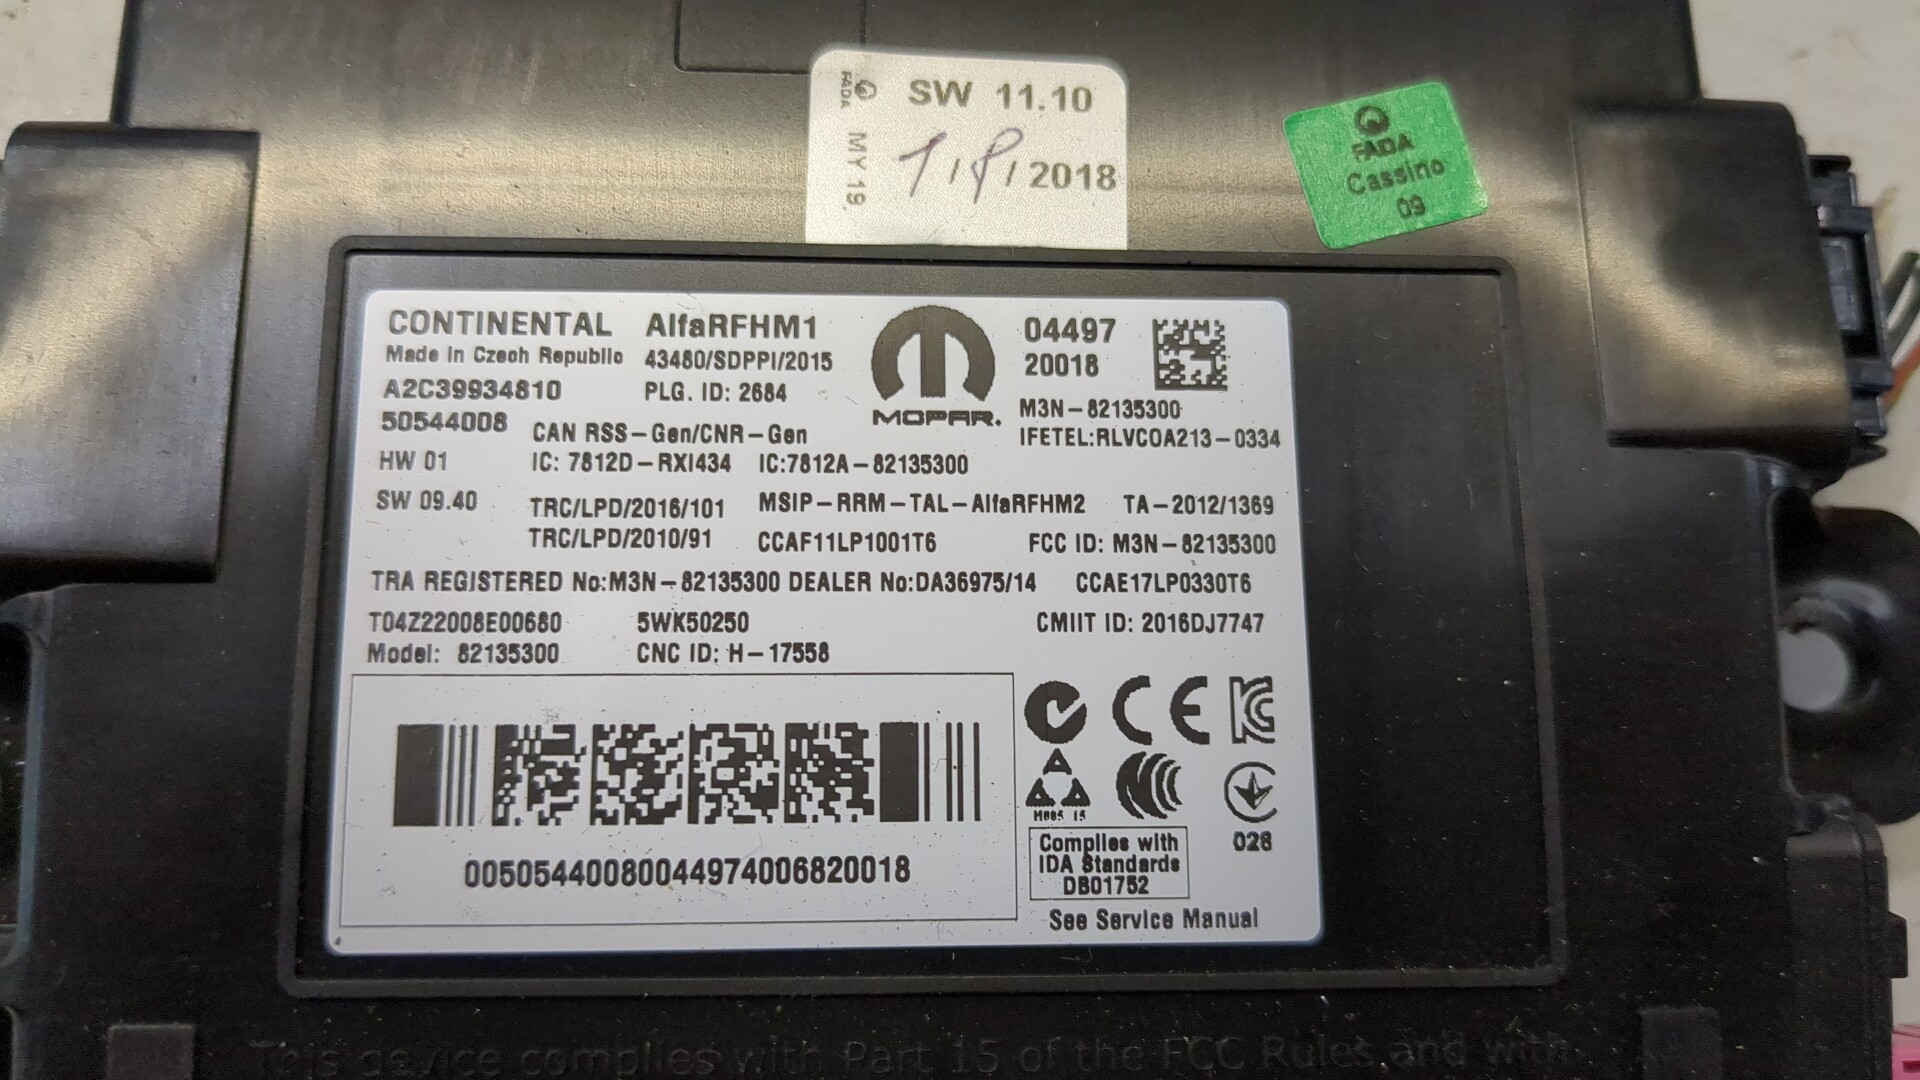 FADA MY 19.
SW 11.10
1/8/2018
FADA
Cassino
09
CONTINENTAL AlfaRFHM1
Made in Czech Republic 43480/SDPPI/2015
A2C39934810 PLG. ID: 2684
50544008
MOPAR.
04497
20018
M3N-82135300
IFETEL:RLVCOA213-0334
CAN RSS-Gen/CNR-Gen
HW 01 IC: 7812D-RXI434 IC:7812A-82135300
SW 09.40 TRC/LPD/2016/101 MSIP-RRM-TAL-AlfaRFHM2 TA-2012/1369
TRC/LPD/2010/91 CCAF11LP1001T6 FCC ID: M3N-82135300
TRA REGISTERED No:M3N-82135300 DEALER No:DA36975/14 CCAE17LP0330T6
T04Z22008E00680 5WK50250 CMIIT ID: 2016DJ7747
Model: 82135300 CNC ID: H-17558
00505440080044974006820018
CE
028
Complies with
IDA Standards
DB01752
See Service Manual
This device complies with Part 15 of the FCC Rules and with